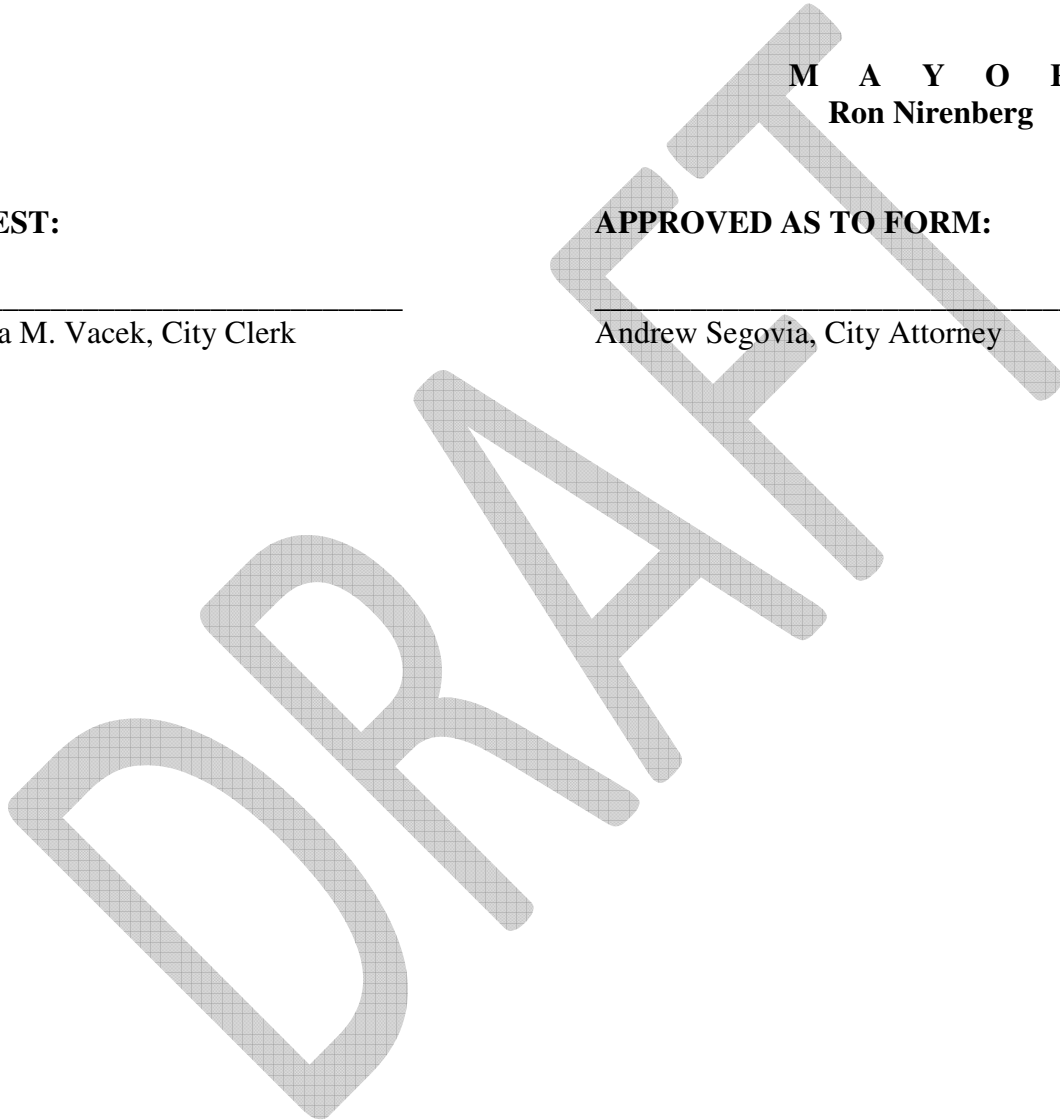 M A Y O
Ron Nirenberg
EST: APPROVED AS TO FORM:
a M. Vacek, City Clerk Andrew Segovia, City Attorney
DRAFT